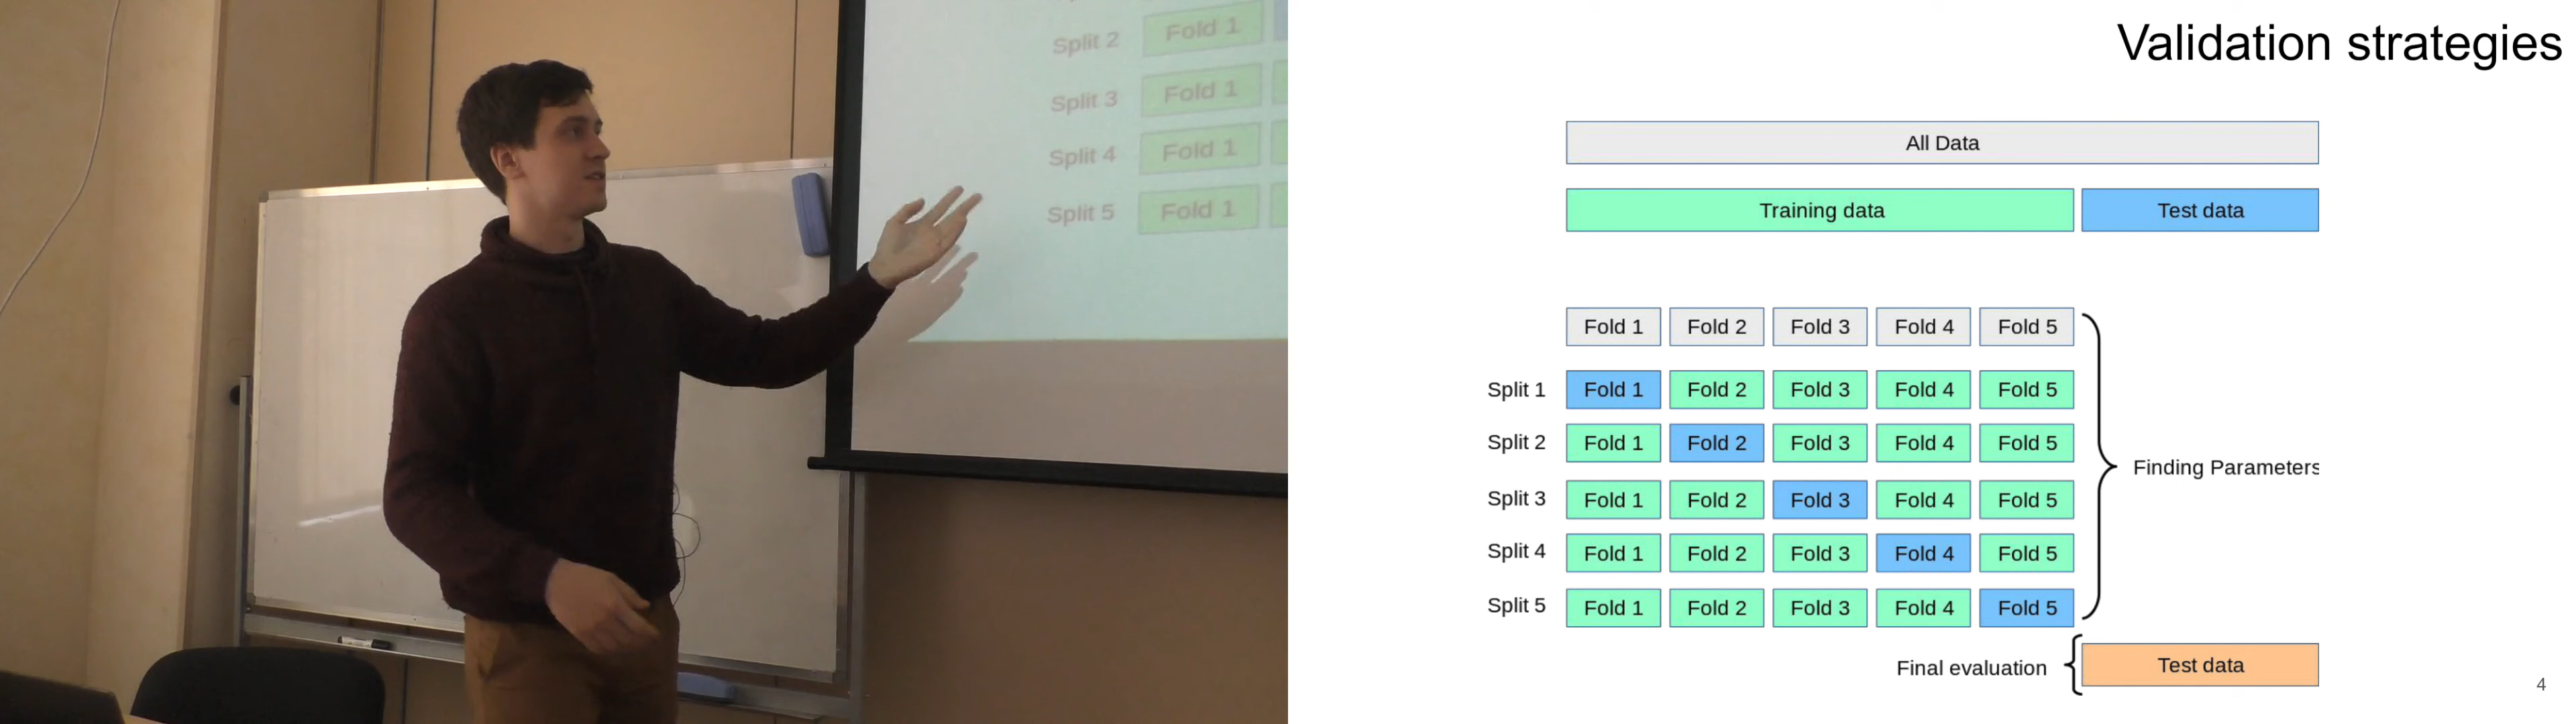 Split 2 Fold 1
Split 3 Fold 1
Split 4 Fold 1
Split 5 Fold 1
Validation strategies
All Data
Training data Test data
Fold 1 Fold 2 Fold 3 Fold 4 Fold 5
Split 1 Fold 1 Fold 2 Fold 3 Fold 4 Fold 5
Split 2 Fold 1 Fold 2 Fold 3 Fold 4 Fold 5
Finding Parameters
Split 3 Fold 1 Fold 2 Fold 3 Fold 4 Fold 5
Split 4 Fold 1 Fold 2 Fold 3 Fold 4 Fold 5
Split 5 Fold 1 Fold 2 Fold 3 Fold 4 Fold 5
Final evaluation Test data
4